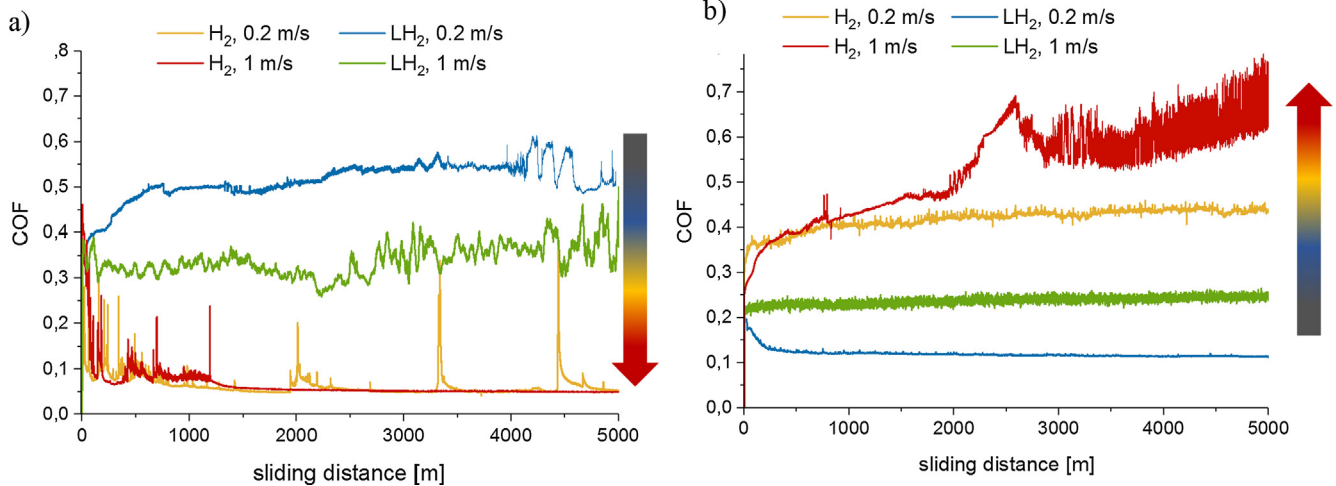 a)
H₂, 0.2 m/s LH₂, 0.2 m/s
H₂, 1 m/s LH₂, 1 m/s
,8
0,7
0,6
0,5
0,4
0,3
0,2
0,1
0,0
COF
0 1000 2000 3000 4000 5000
sliding distance [m]
b)
H₂, 0.2 m/s LH₂, 0.2 m/s
H₂, 1 m/s LH₂, 1 m/s
0,7
0,6
0,5
0,4
0,3
0,2
0,1
0,0
COF
0 1000 2000 3000 4000 5000
sliding distance [m]